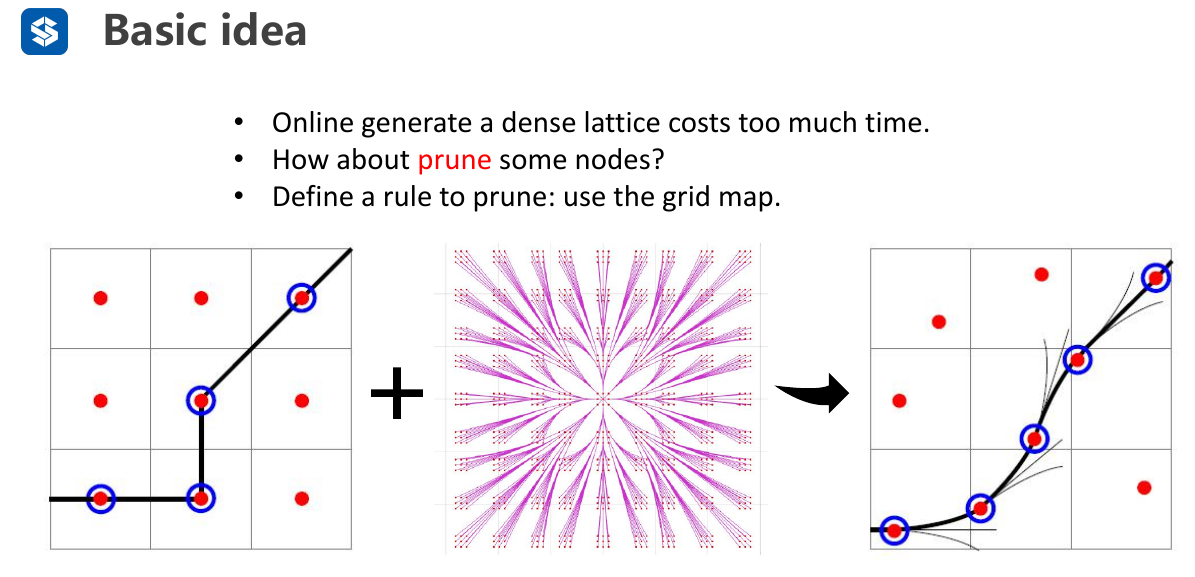 Basic idea
• Online generate a dense lattice costs too much time.
• How about prune some nodes?
• Define a rule to prune: use the grid map.